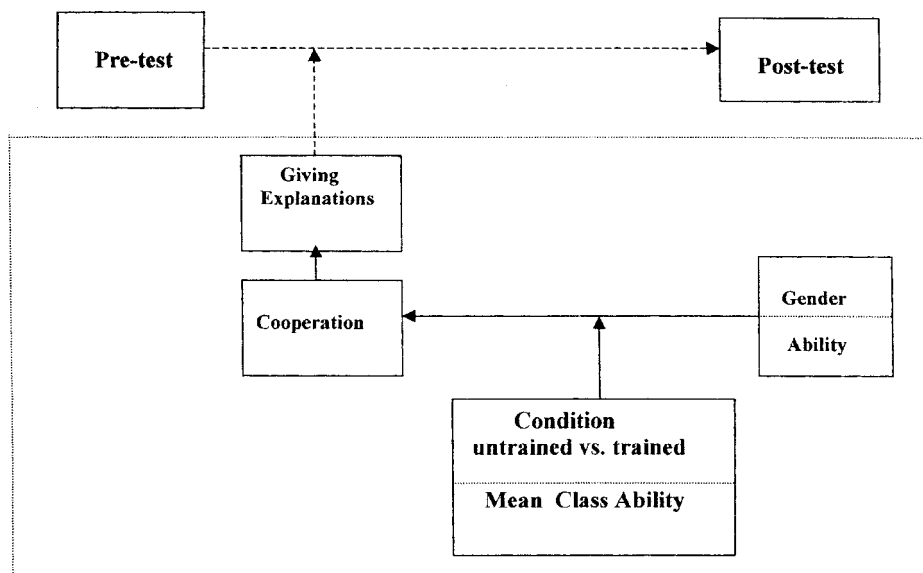 Pre-test
Post-test
Giving
Explanations
Cooperation
Gender
Ability
Condition
untrained vs. trained
Mean Class Ability